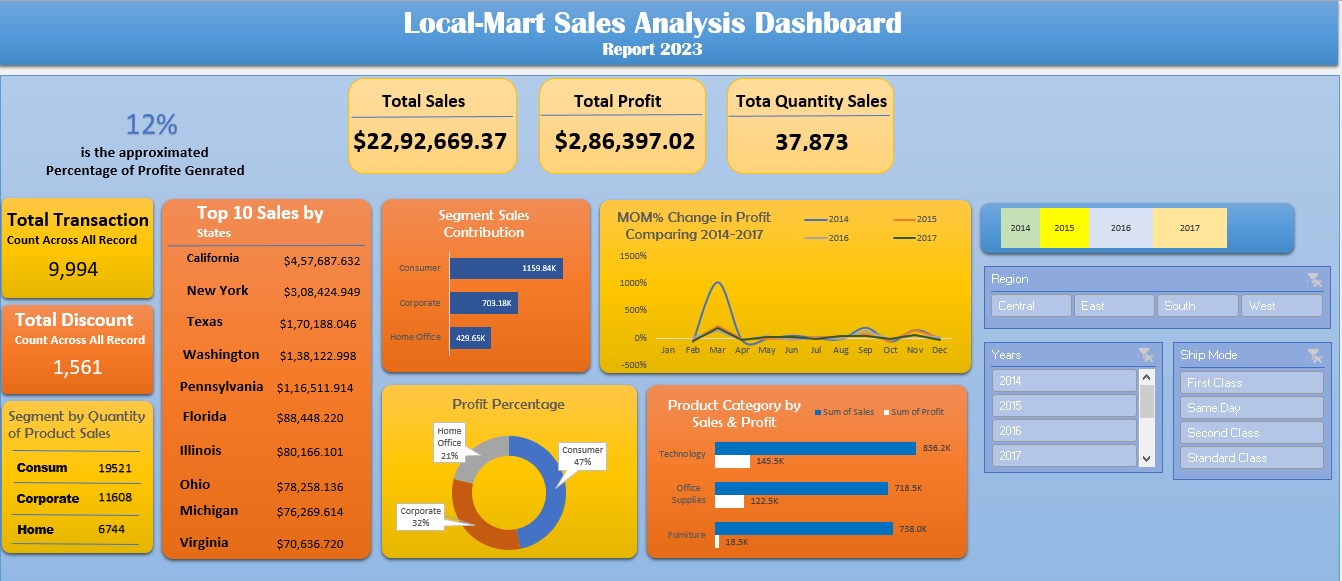 Local-Mart Sales Analysis Dashboard
Report 2023
12%
is the approximated
Percentage of Profite Genrated
Total Sales
$22,92,669.37
Total Profit
$2,86,397.02
Tota Quantity Sales
37,873
Total Transaction
Count Across All Record
9,994
Total Discount
Count Across All Record
1,561
Segment by Quantity
of Product Sales
Consum 19521
Corporate 11608
Home 6744
Top 10 Sales by
States
California $4,57,687.632
New York $3,08,424.949
Texas $1,70,188.046
Washington $1,38,122.998
Pennsylvania $1,16,511.914
Florida $88,448.220
Illinois $80,166.101
Ohio $78,258.136
Michigan $76,269.614
Virginia $70,636.720
Segment Sales
Contribution
Consumer 1159.84K
Corporate 703.18K
Home Office 429.65K
MOM% Change in Profit
Comparing 2014-2017
2014 2015
2016 2017
1500%
1000%
500%
0%
-500%
Jan Feb Mar Apr May Jun Jul Aug Sep Oct Nov Dec
Profit Percentage
Home
Office
21%
Consumer
47%
Corporate
32%
Product Category by
Sales & Profit
Sum of Sales Sum of Profit
Technology 836.2K
145.5K
Office
Supplies
718.5K
122.5K
Furniture 738.0K
18.5K
2014 2015 2016 2017
Region
Central East South West
Years
2014
2015
2016
2017
Ship Mode
First Class
Same Day
Second Class
Standard Class